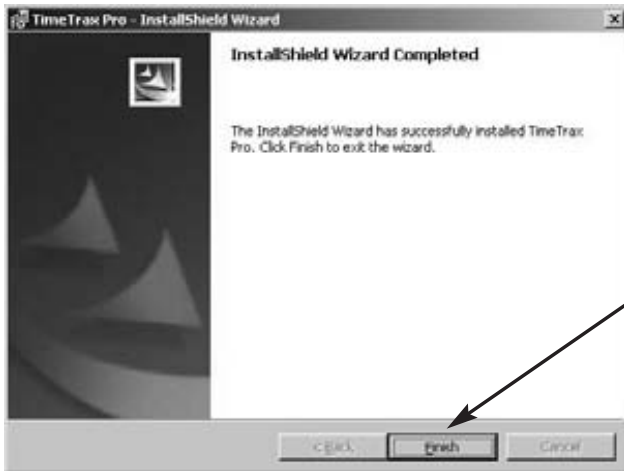 TimeTrax Pro - InstallShield Wizard
InstallShield Wizard Completed
The InstallShield Wizard has successfully installed TimeTrax
Pro. Click Finish to exit the wizard.
< Back Finish Cancel